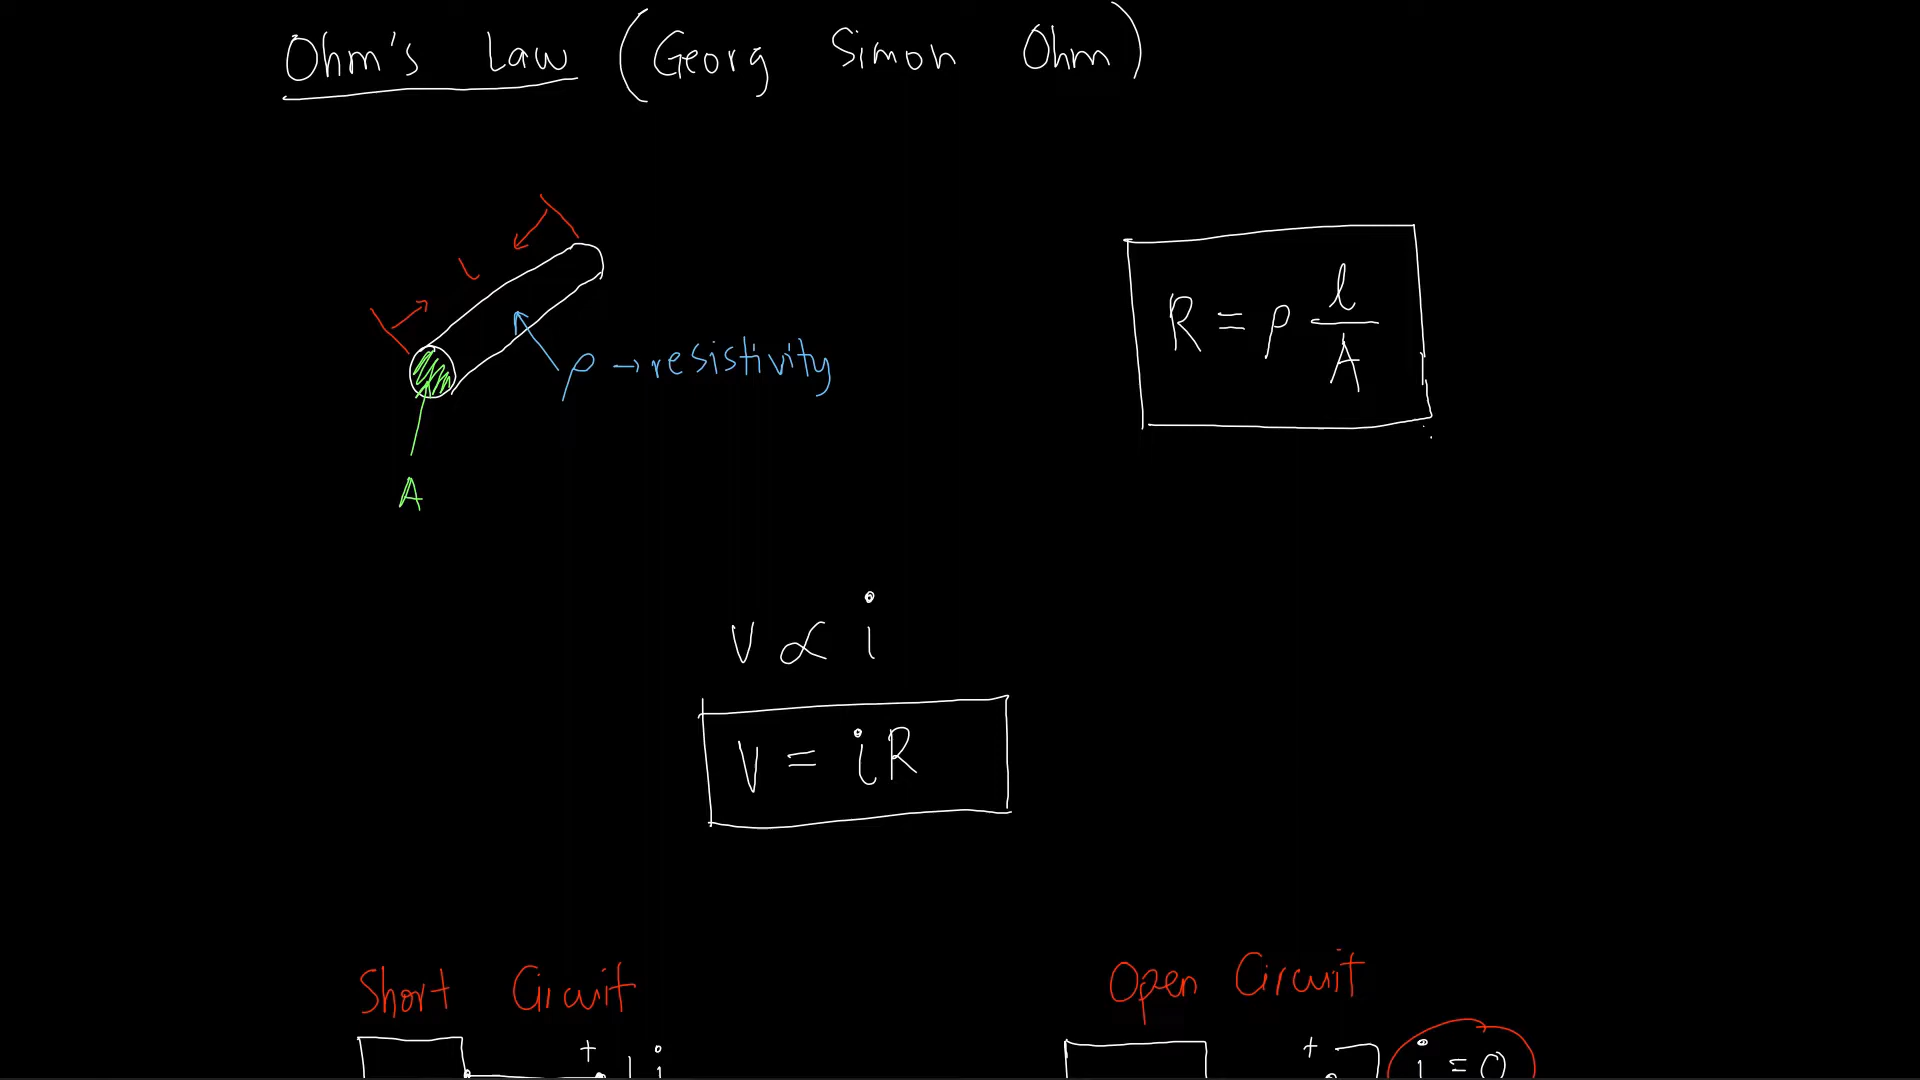 Ohm's Law (Georg Simon Ohm)
l
ρ → resistivity
A
R = ρ l/A
V ∝ i
V = iR
Short Circuit
Open Circuit
+ i
+ i = 0